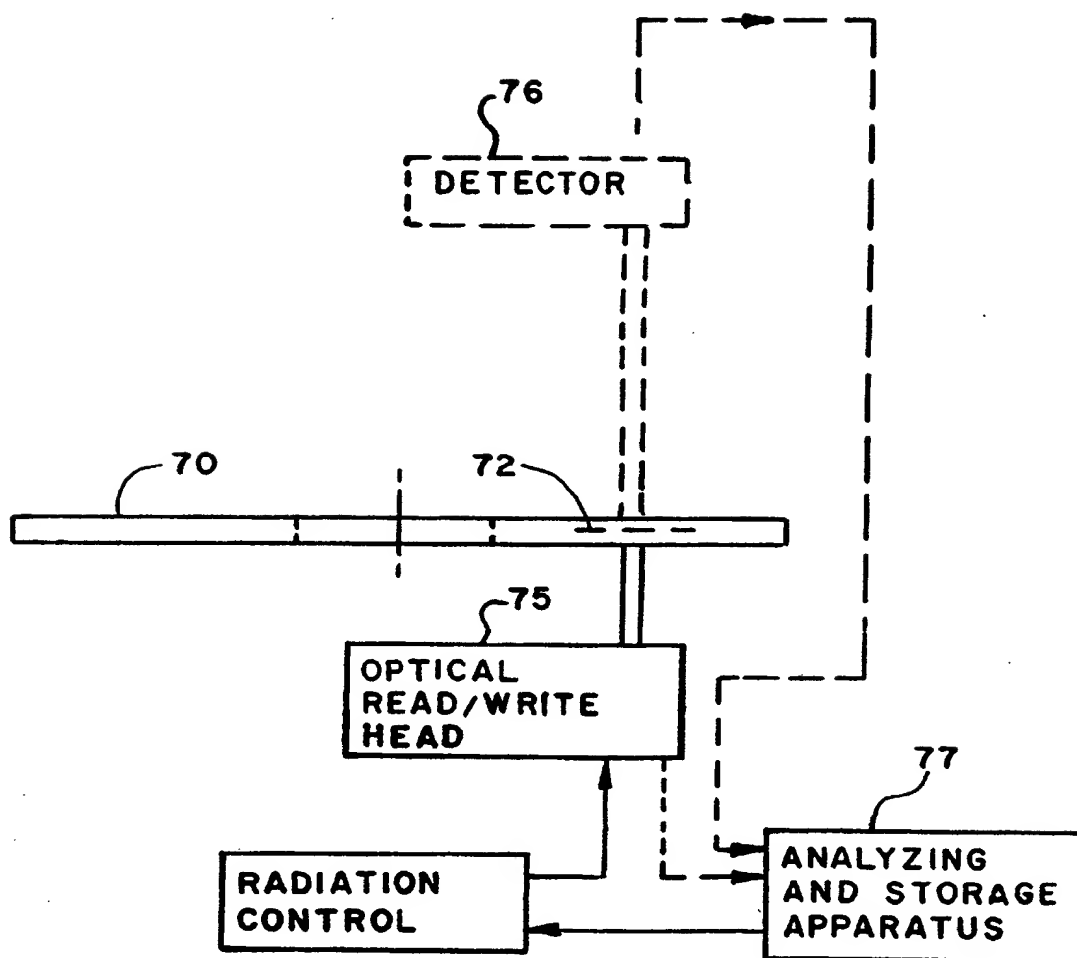 76
DETECTOR
70
72
75
OPTICAL
READ/WRITE
HEAD
77
RADIATION
CONTROL
ANALYZING
AND STORAGE
APPARATUS